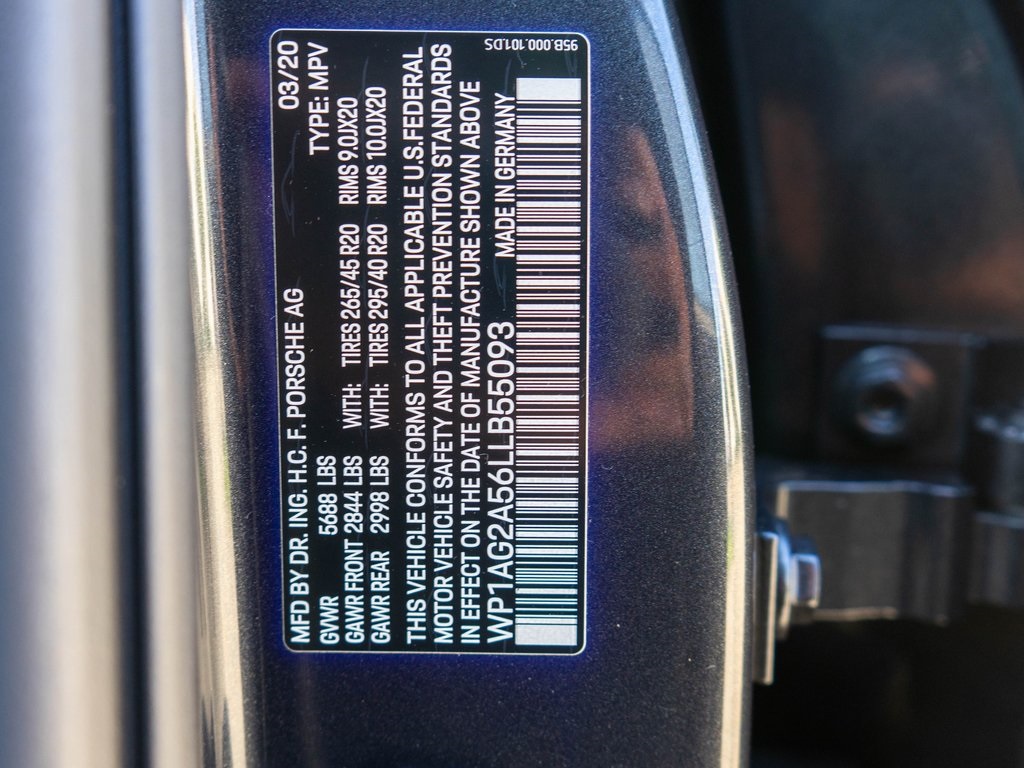 95B.000.101.DS
MFD BY DR. ING. H.C. F. PORSCHE AG 03/20
GVWR 5688 LBS TYPE: MPV
GAWR FRONT 2844 LBS WITH: TIRES 265/45 R20 RIMS 9.0JX20
GAWR REAR 2998 LBS WITH: TIRES 295/40 R20 RIMS 10.0JX20
THIS VEHICLE CONFORMS TO ALL APPLICABLE U.S.FEDERAL
MOTOR VEHICLE SAFETY AND THEFT PREVENTION STANDARDS
IN EFFECT ON THE DATE OF MANUFACTURE SHOWN ABOVE
WP1AG2A56LLB55093 MADE IN GERMANY